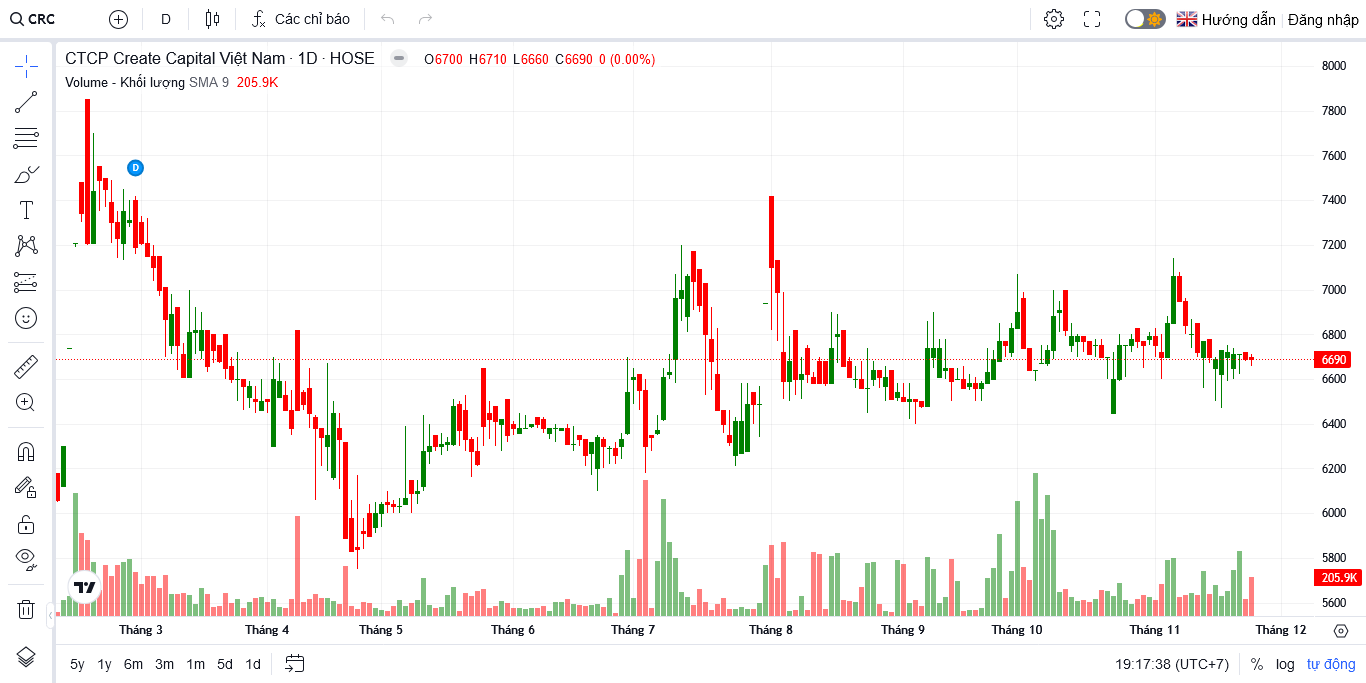 CRC D Các chỉ báo Hướng dẫn Đăng nhập
CTCP Create Capital Việt Nam · 1D · HOSE O6700 H6710 L6660 C6690 0 (0.00%)
Volume - Khối lượng SMA 9 205.9K
D
8000
7800
7600
7400
7200
7000
6800
6690
6600
6400
6200
6000
5800
205.9K
5600
Tháng 3 Tháng 4 Tháng 5 Tháng 6 Tháng 7 Tháng 8 Tháng 9 Tháng 10 Tháng 11 Tháng 12
5y 1y 6m 3m 1m 5d 1d 19:17:38 (UTC+7) % log tự động